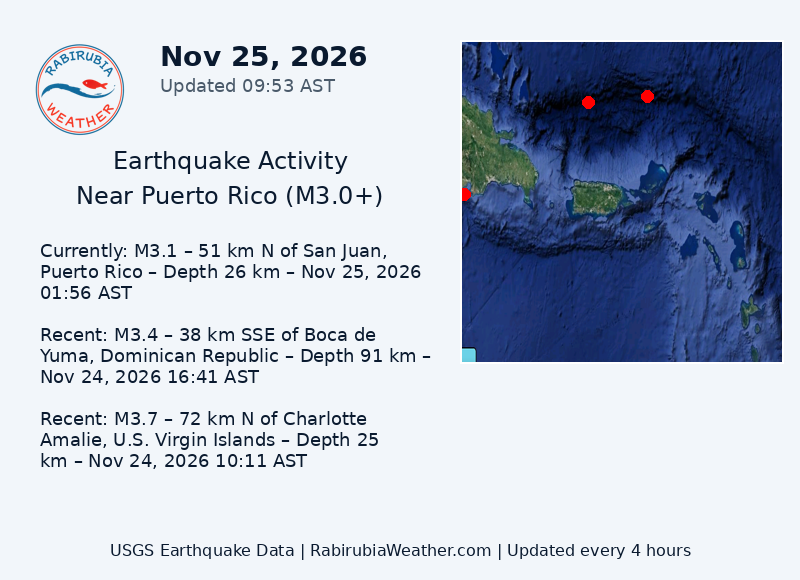 RABIRUBIA
WEATHER
Nov 25, 2026
Updated 09:53 AST
Earthquake Activity
Near Puerto Rico (M3.0+)
Currently: M3.1 – 51 km N of San Juan,
Puerto Rico – Depth 26 km – Nov 25, 2026
01:56 AST
Recent: M3.4 – 38 km SSE of Boca de
Yuma, Dominican Republic – Depth 91 km –
Nov 24, 2026 16:41 AST
Recent: M3.7 – 72 km N of Charlotte
Amalie, U.S. Virgin Islands – Depth 25
km – Nov 24, 2026 10:11 AST
USGS Earthquake Data | RabirubiaWeather.com | Updated every 4 hours